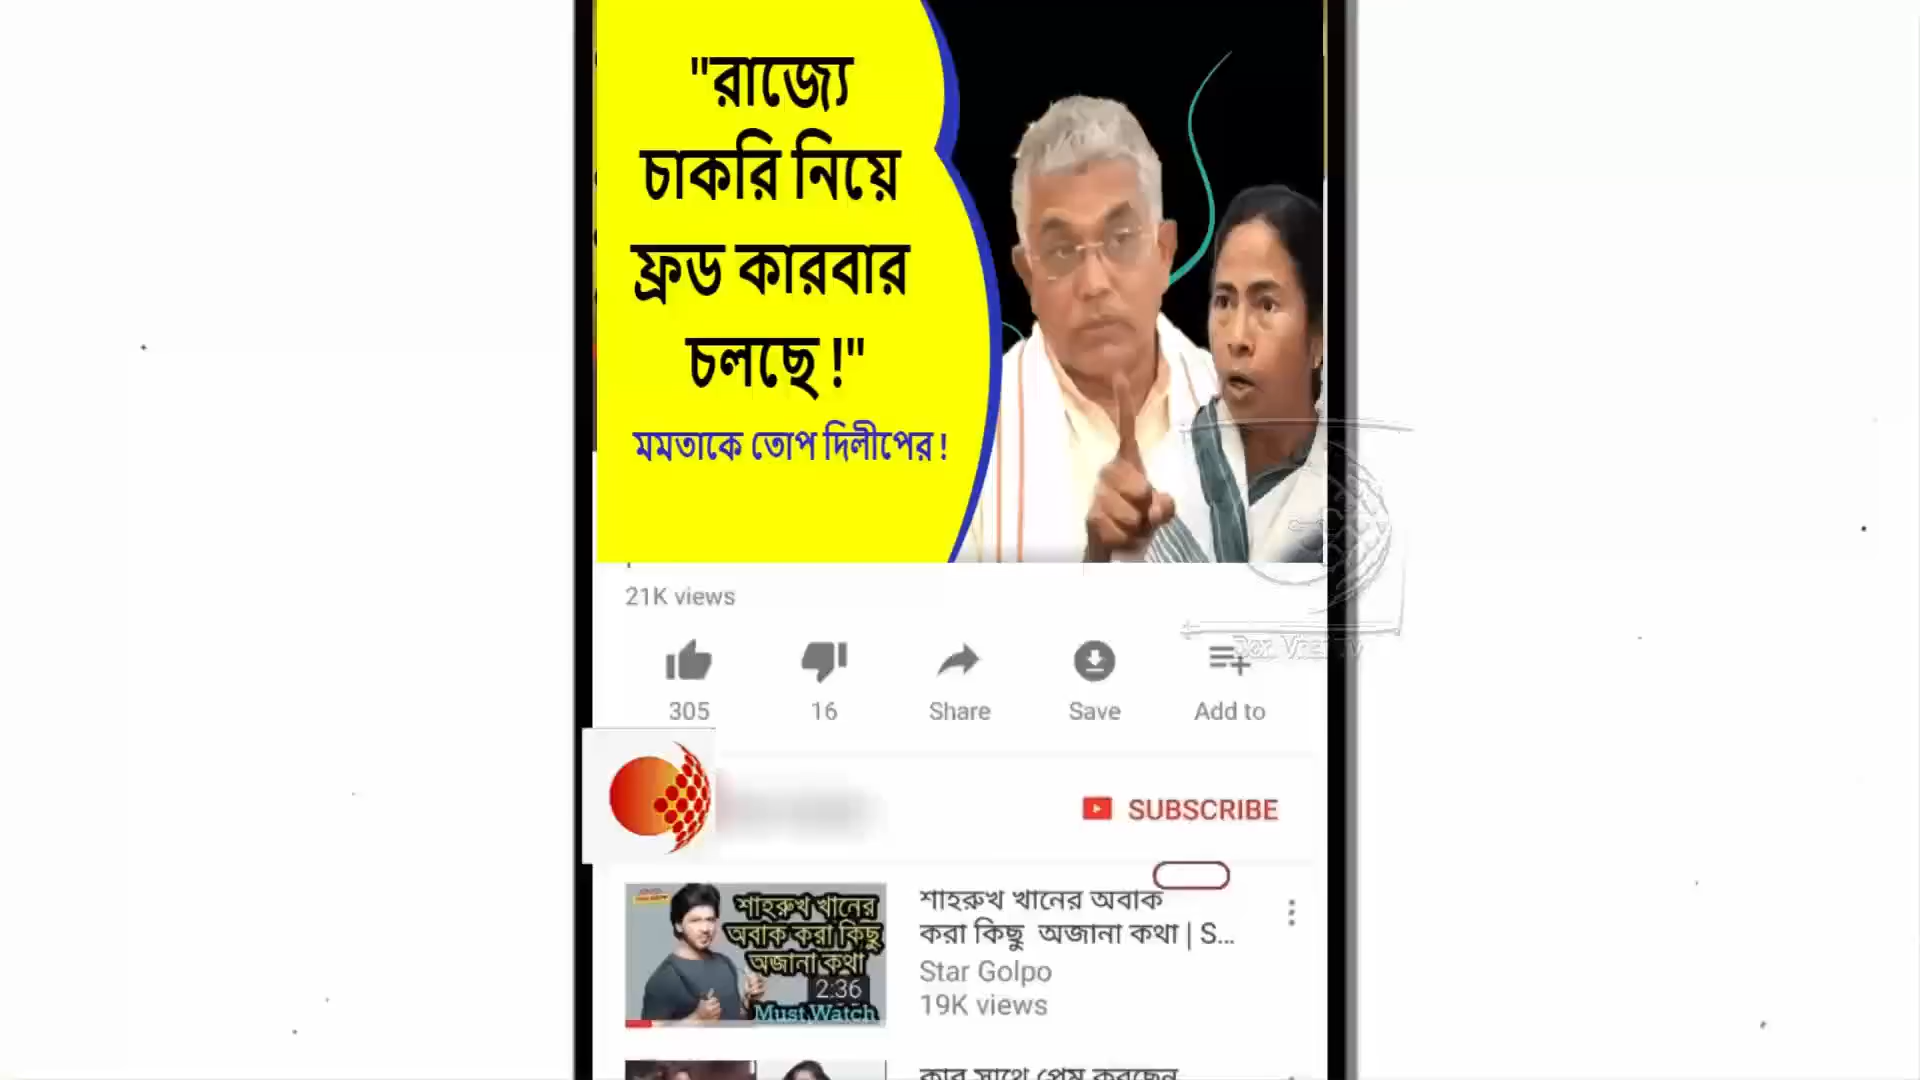 "রাজ্যে
চাকরি নিয়ে
ফ্রড কারবার
চলছে !"
মমতাকে তোপ দিলীপের !
21K views
305
16
Share
Save
Add to
SUBSCRIBE
শাহরুখ খানের
অবাক করা কিছু
অজানা কথা
2:36
Must Watch
শাহরুখ খানের অবাক
করা কিছু অজানা কথা | S...
Star Golpo
19K views
কার সাথে প্রেম করছেন